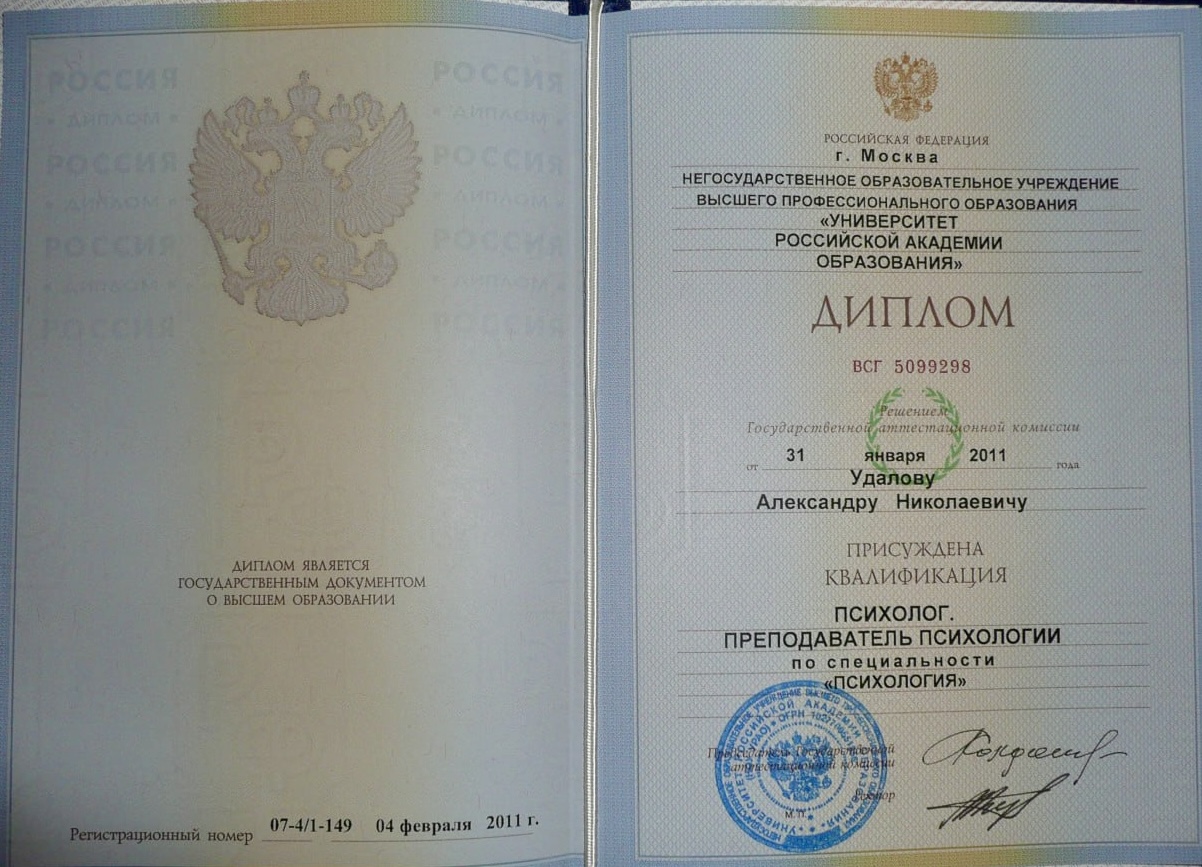 РОССИЯ РОССИЯ
• ДИПЛОМ • • ДИПЛОМ •
РОССИЯ РОССИЯ
• ДИПЛОМ • • ДИПЛОМ •
РОССИЯ РОССИЯ
• ДИПЛОМ • • ДИПЛОМ •
РОССИЯ РОССИЯ
ДИПЛОМ ЯВЛЯЕТСЯ
ГОСУДАРСТВЕННЫМ ДОКУМЕНТОМ
О ВЫСШЕМ ОБРАЗОВАНИИ
Регистрационный номер 07-4/1-149 04 февраля 2011 г.
РОССИЙСКАЯ ФЕДЕРАЦИЯ
г. Москва
НЕГОСУДАРСТВЕННОЕ ОБРАЗОВАТЕЛЬНОЕ УЧРЕЖДЕНИЕ
ВЫСШЕГО ПРОФЕССИОНАЛЬНОГО ОБРАЗОВАНИЯ
«УНИВЕРСИТЕТ
РОССИЙСКОЙ АКАДЕМИИ
ОБРАЗОВАНИЯ»
ДИПЛОМ
ВСГ 5099298
Решением
Государственной аттестационной комиссии
от 31 января 2011 года
Удалову
Александру Николаевичу
ПРИСУЖДЕНА
КВАЛИФИКАЦИЯ
ПСИХОЛОГ.
ПРЕПОДАВАТЕЛЬ ПСИХОЛОГИИ
по специальности
«ПСИХОЛОГИЯ»
Председатель Государственной
аттестационной комиссии
Ректор
М.П.